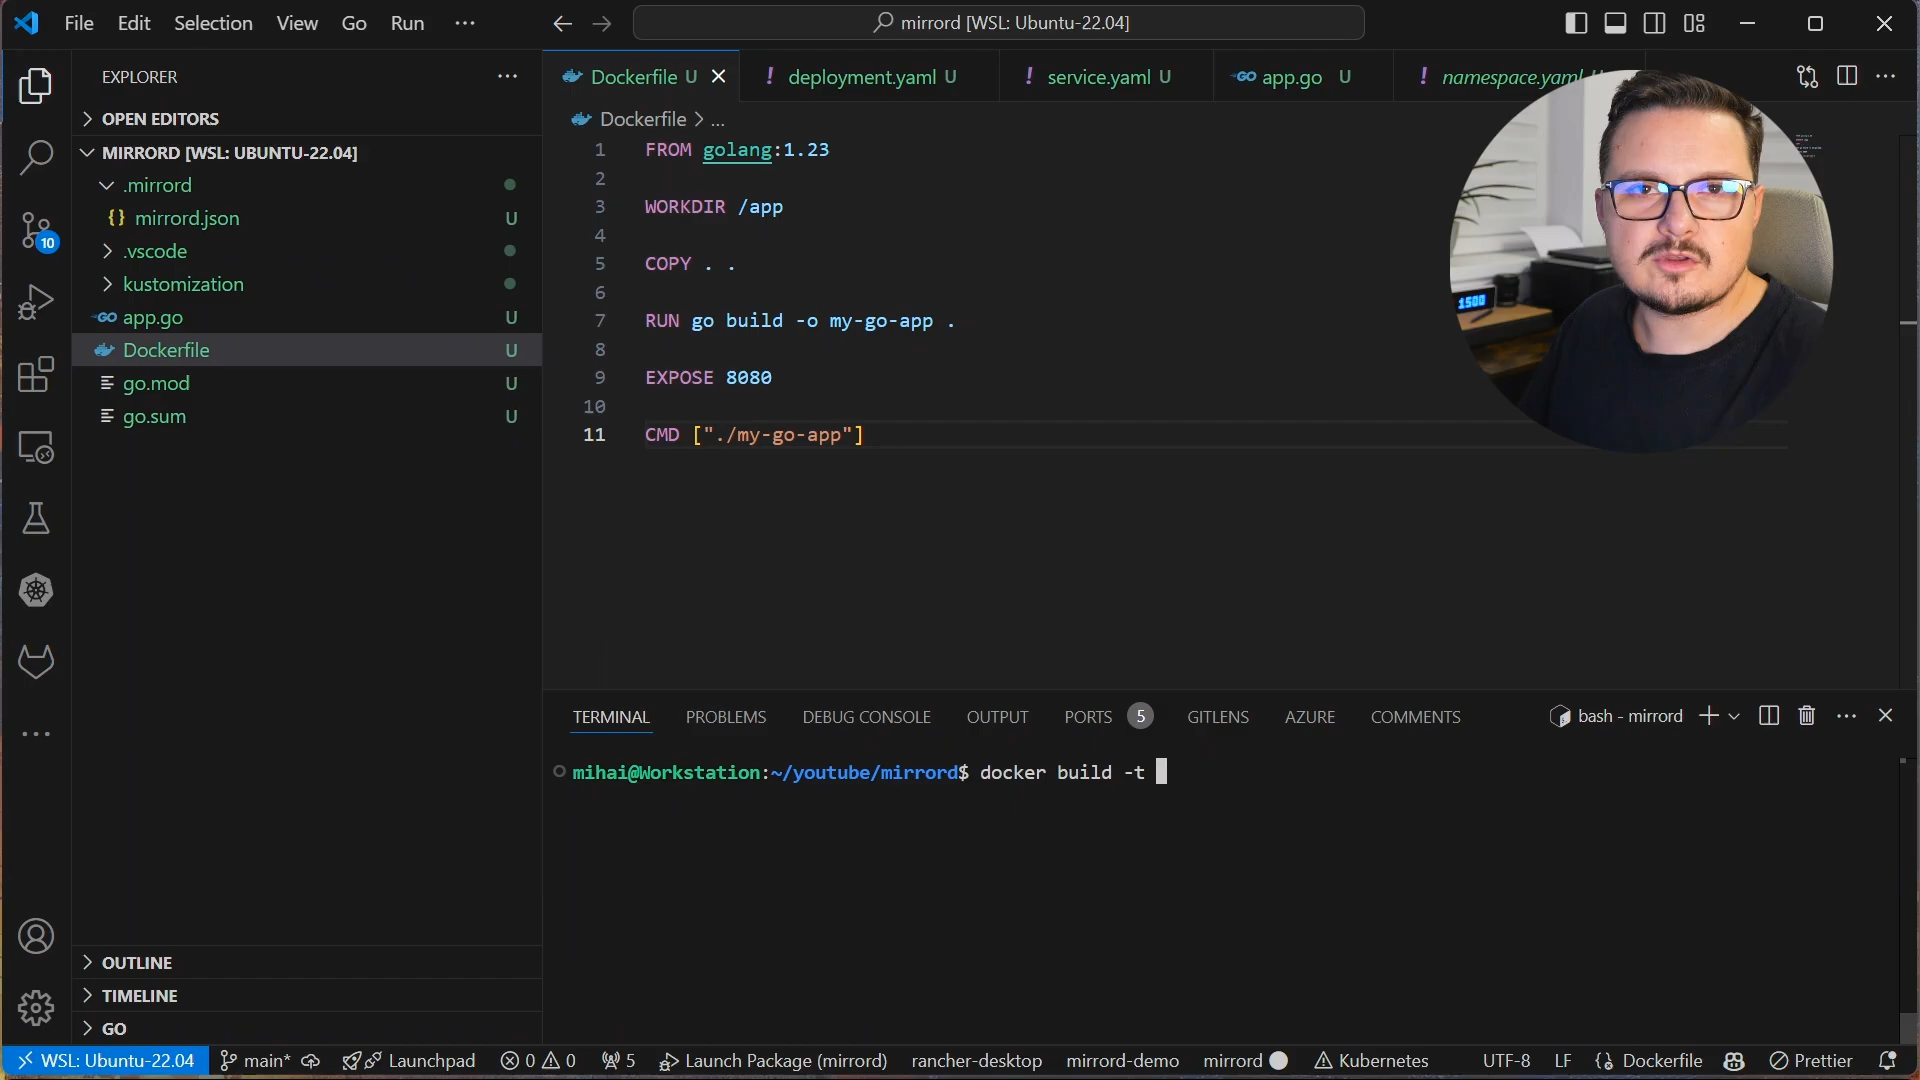 File Edit Selection View Go Run ···
mirrord [WSL: Ubuntu-22.04]
EXPLORER ···
OPEN EDITORS
MIRRORD [WSL: UBUNTU-22.04]
.mirrord
{} mirrord.json U
.vscode
kustomization
GO app.go U
Dockerfile U
go.mod U
go.sum U
10
OUTLINE
TIMELINE
GO
Dockerfile U
! deployment.yaml U
! service.yaml U
GO app.go U
! namespace.yaml
Dockerfile > ...
1 FROM golang:1.23
2
3 WORKDIR /app
4
5 COPY . .
6
7 RUN go build -o my-go-app .
8
9 EXPOSE 8080
10
11 CMD ["./my-go-app"]
1500
TERMINAL PROBLEMS DEBUG CONSOLE OUTPUT PORTS 5 GITLENS AZURE COMMENTS
bash - mirrord
mihai@Workstation:~/youtube/mirrord$ docker build -t
WSL: Ubuntu-22.04 main* Launchpad 0 0 5 Launch Package (mirrord) rancher-desktop mirrord-demo mirrord Kubernetes UTF-8 LF {} Dockerfile Prettier